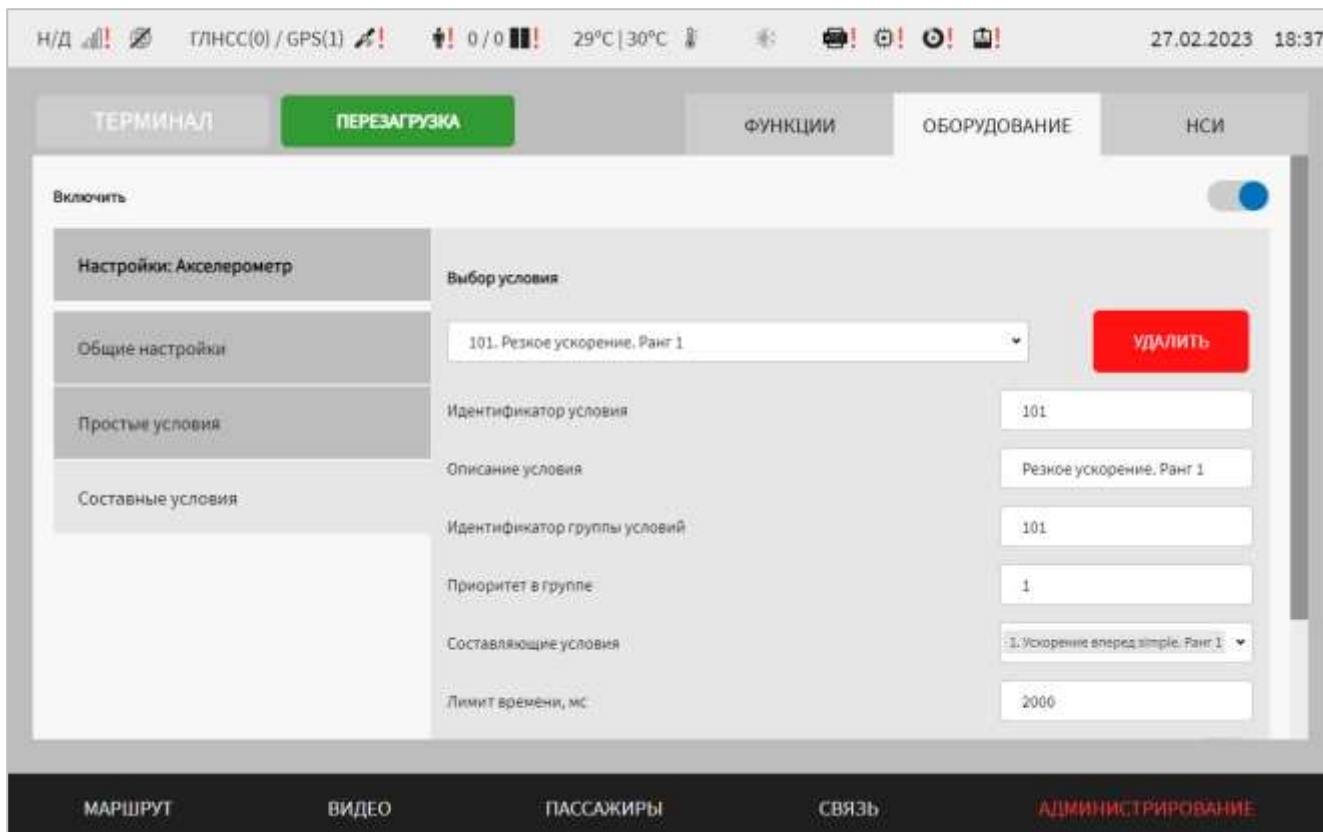 Н/Д ! ГЛНСС(0) / GPS(1) ! ! 0 / 0 ! 29°C | 30°C ! ! ! ! 27.02.2023 18:37
ТЕРМИНАЛ ПЕРЕЗАГРУЗКА ФУНКЦИИ ОБОРУДОВАНИЕ НСИ
Включить
Настройки: Акселерометр
Выбор условия
101. Резкое ускорение. Ранг 1 УДАЛИТЬ
Общие настройки
Идентификатор условия 101
Простые условия
Описание условия Резкое ускорение. Ранг 1
Составные условия
Идентификатор группы условий 101
Приоритет в группе 1
Составляющие условия 1. Ускорение вперед simple. Ранг 1
Лимит времени, мс 2000
МАРШРУТ ВИДЕО ПАССАЖИРЫ СВЯЗЬ АДМИНИСТРИРОВАНИЕ